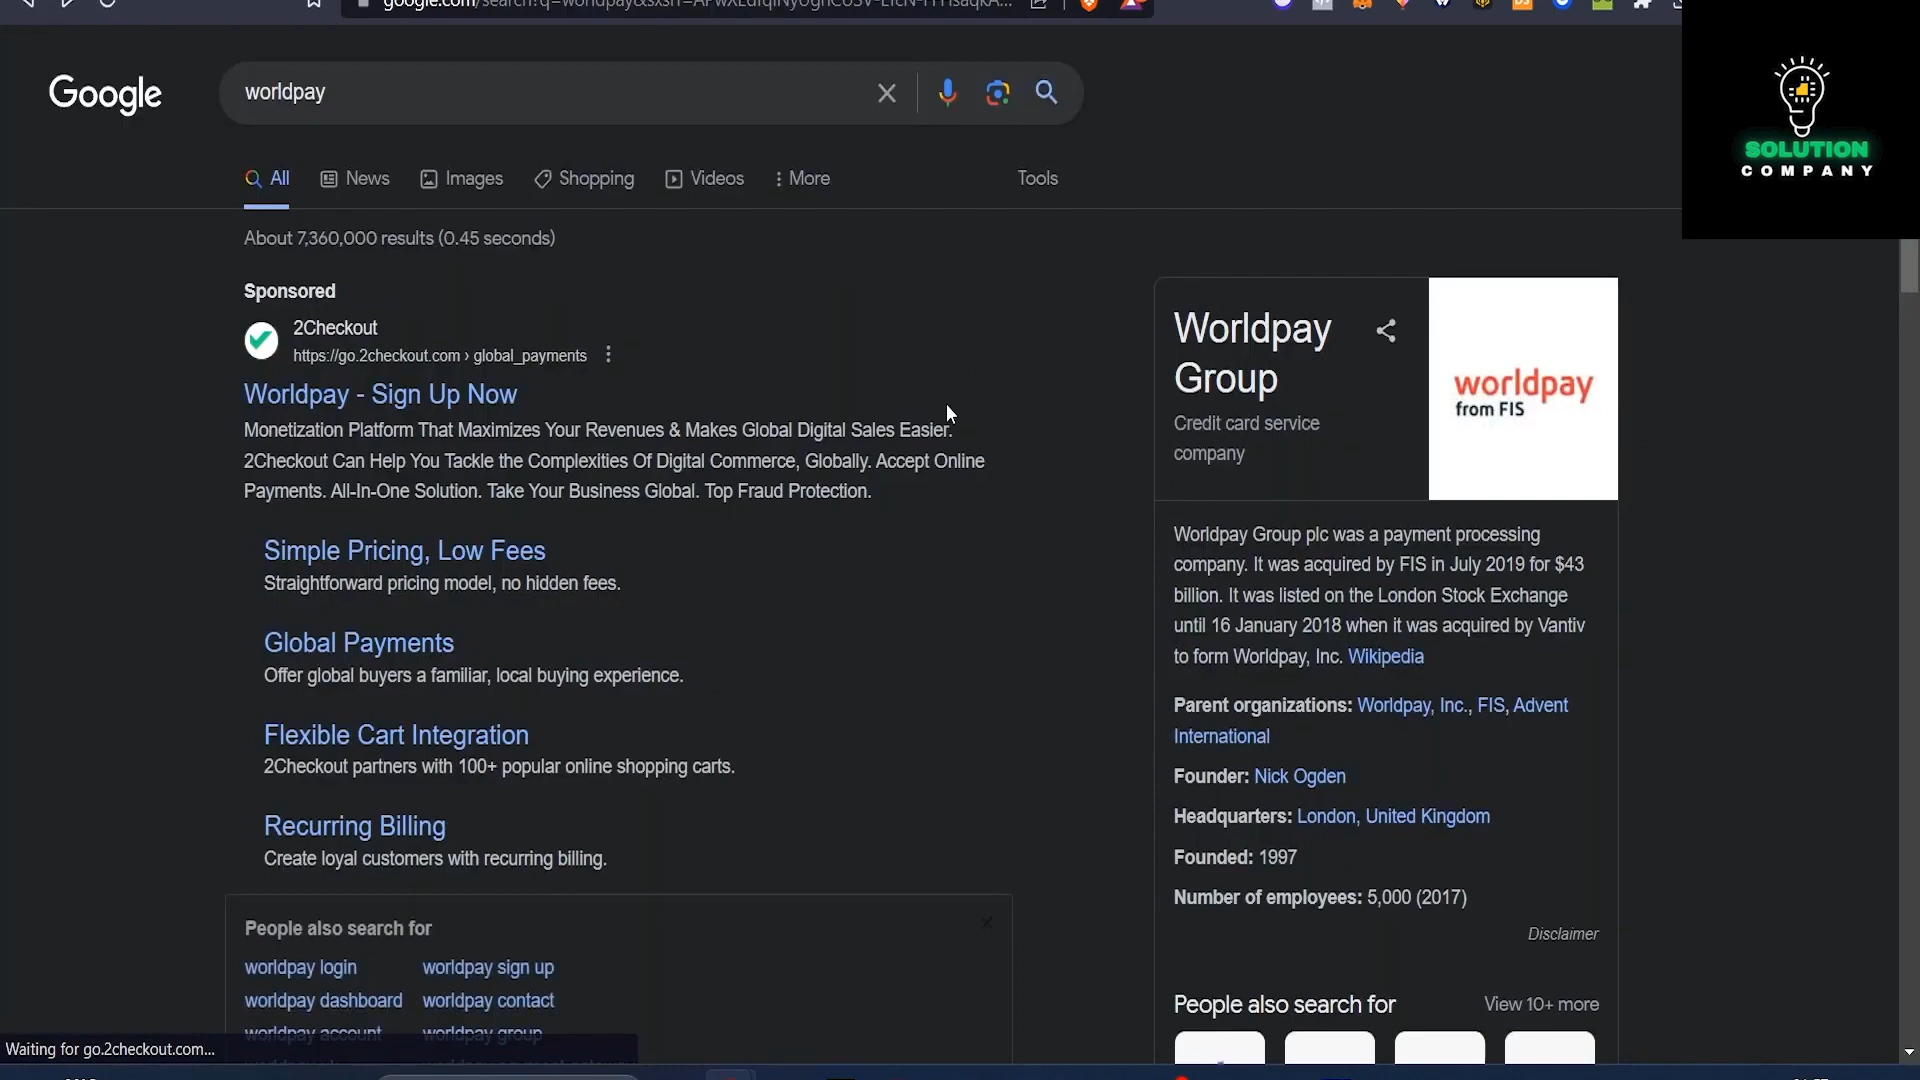 Google
worldpay
All
News
Images
Shopping
Videos
More
Tools
About 7,360,000 results (0.45 seconds)
Sponsored
2Checkout
https://go.2checkout.com › global_payments
Worldpay - Sign Up Now
Monetization Platform That Maximizes Your Revenues & Makes Global Digital Sales Easier.
2Checkout Can Help You Tackle the Complexities Of Digital Commerce, Globally. Accept Online
Payments. All-In-One Solution. Take Your Business Global. Top Fraud Protection.
Simple Pricing, Low Fees
Straightforward pricing model, no hidden fees.
Global Payments
Offer global buyers a familiar, local buying experience.
Flexible Cart Integration
2Checkout partners with 100+ popular online shopping carts.
Recurring Billing
Create loyal customers with recurring billing.
People also search for
worldpay login
worldpay sign up
worldpay dashboard
worldpay contact
worldpay account
worldpay group
Waiting for go.2checkout.com...
SOLUTION
COMPANY
Worldpay
Group
Credit card service
company
worldpay
from FIS
Worldpay Group plc was a payment processing
company. It was acquired by FIS in July 2019 for $43
billion. It was listed on the London Stock Exchange
until 16 January 2018 when it was acquired by Vantiv
to form Worldpay, Inc. Wikipedia
Parent organizations: Worldpay, Inc., FIS, Advent
International
Founder: Nick Ogden
Headquarters: London, United Kingdom
Founded: 1997
Number of employees: 5,000 (2017)
Disclaimer
People also search for
View 10+ more